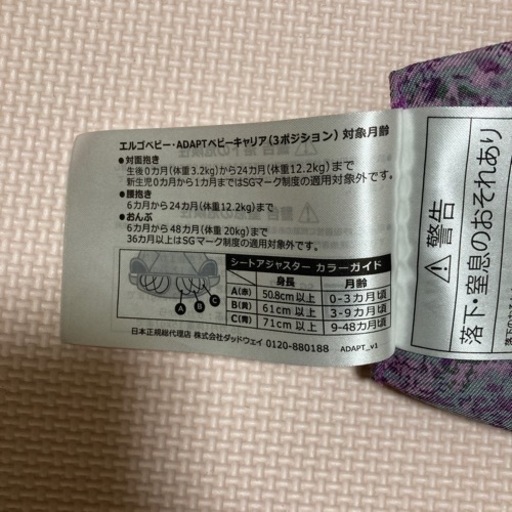 エルゴベビー・ADAPTベビーキャリア(3ポジション) 対象月齢
●対面抱き
生後0カ月(体重3.2kg)から24カ月(体重12.2kg)まで
新生児0カ月から1カ月まではSGマーク制度の適用対象外です。
●腰抱き
6カ月から24カ月(体重12.2kg)まで
●おんぶ
6カ月から48カ月(体重20kg)まで
36カ月以上はSGマーク制度の適用対象外です。
シートアジャスター カラーガイド
身長 月齢
A(赤) 50.8cm以上 0-3カ月頃
B(黄) 61cm以上 3-9カ月頃
C(青) 71cm以上 9-48カ月頃
A B C
日本正規総代理店 株式会社ダッドウェイ 0120-880188 ADAPT_v1
警告
落下・窒息のおそれあり